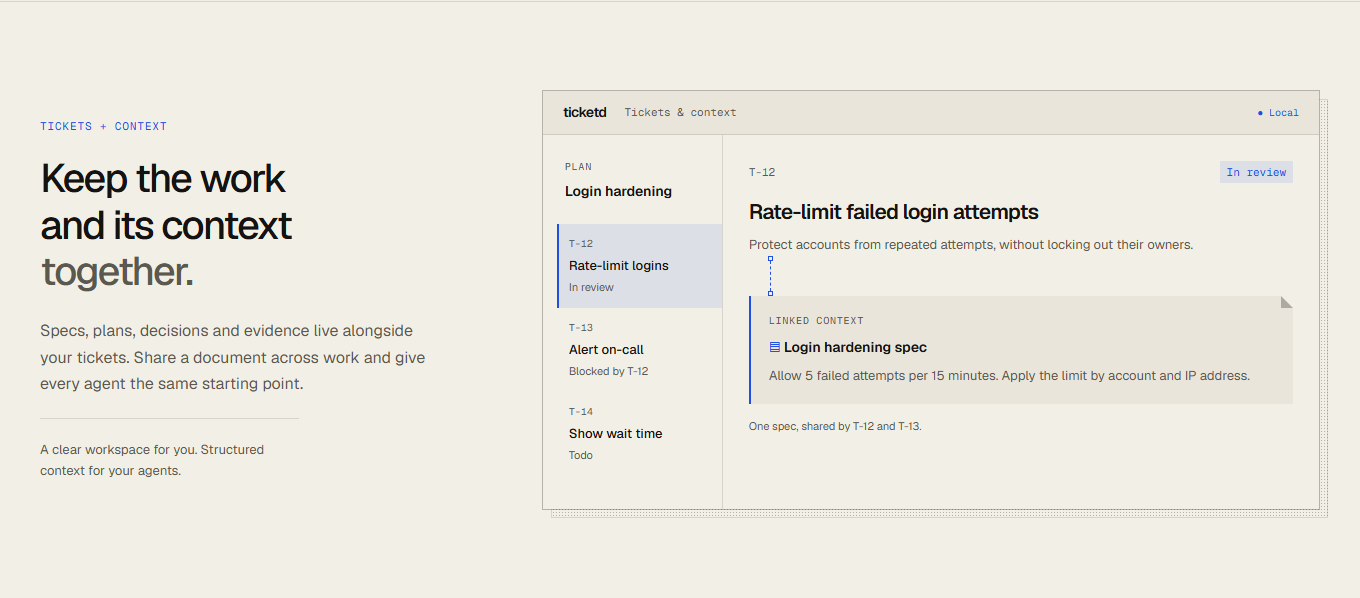 TICKETS + CONTEXT
Keep the work
and its context
together.
Specs, plans, decisions and evidence live alongside
your tickets. Share a document across work and give
every agent the same starting point.
A clear workspace for you. Structured
context for your agents.
ticketd Tickets & context
Local
PLAN
Login hardening
T-12
Rate-limit logins
In review
T-13
Alert on-call
Blocked by T-12
T-14
Show wait time
Todo
T-12
In review
Rate-limit failed login attempts
Protect accounts from repeated attempts, without locking out their owners.
LINKED CONTEXT
Login hardening spec
Allow 5 failed attempts per 15 minutes. Apply the limit by account and IP address.
One spec, shared by T-12 and T-13.